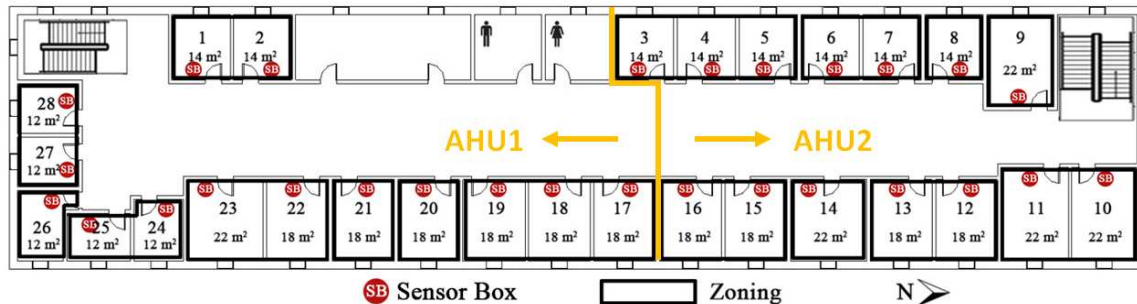 1 2 3 4 5 6 7 8 9
14 m² 14 m² 14 m² 14 m² 14 m² 14 m² 14 m² 14 m² 22 m²
SB SB SB SB SB SB SB SB SB
28 SB
12 m²
AHU1 AHU2
27
12 m² SB
SB SB SB SB SB SB SB SB SB SB SB SB SB SB SB
26 25 SB 24 23 22 21 20 19 18 17 16 15 14 13 12 11 10
12 m² 12 m² 12 m² 22 m² 18 m² 18 m² 18 m² 18 m² 18 m² 18 m² 18 m² 18 m² 22 m² 18 m² 18 m² 22 m² 22 m²
SB Sensor Box Zoning N